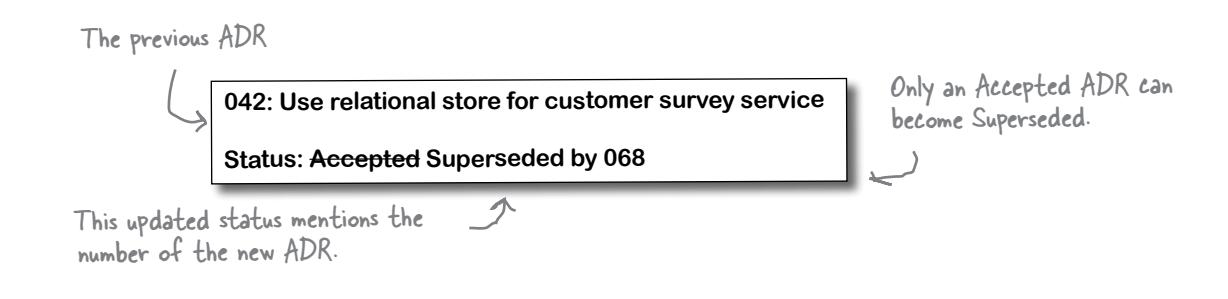 The previous ADR
042: Use relational store for customer survey service
Status: Accepted Superseded by 068
Only an Accepted ADR can
become Superseded.
This updated status mentions the
number of the new ADR.